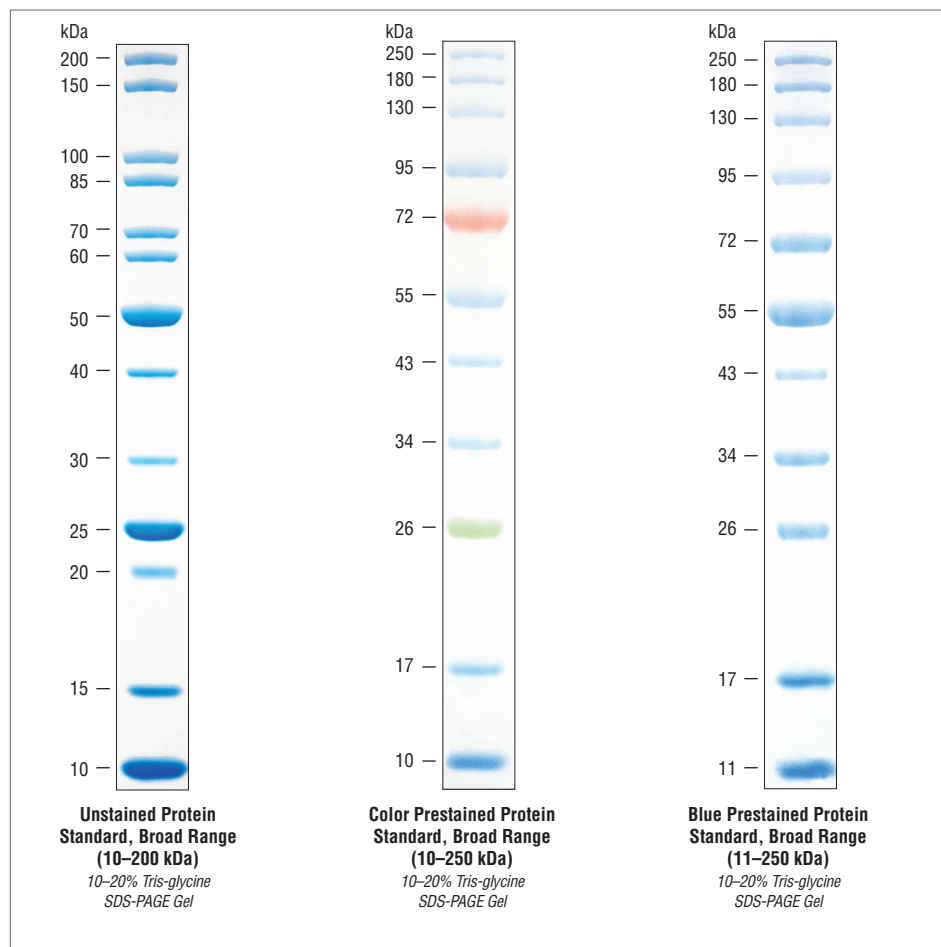 kDa
200
150
100
85
70
60
50
40
30
25
20
15
10
Unstained Protein
Standard, Broad Range
(10–200 kDa)
10–20% Tris-glycine
SDS-PAGE Gel
kDa
250
180
130
95
72
55
43
34
26
17
10
Color Prestained Protein
Standard, Broad Range
(10–250 kDa)
10–20% Tris-glycine
SDS-PAGE Gel
kDa
250
180
130
95
72
55
43
34
26
17
11
Blue Prestained Protein
Standard, Broad Range
(11–250 kDa)
10–20% Tris-glycine
SDS-PAGE Gel